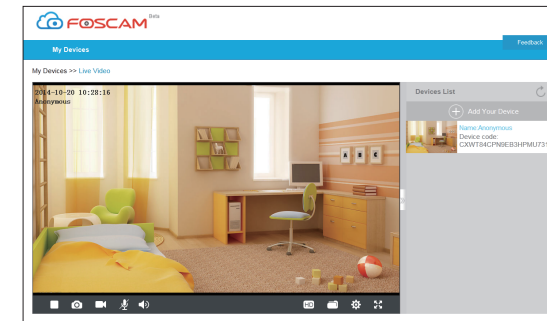 FOSCAM Beta
Feedback
My Devices
My Devices >> Live Video
2014-10-20 10:28:16
Anonymous
Devices List
Add Your Device
Name:Anonymous
Device code:
A B C
HD